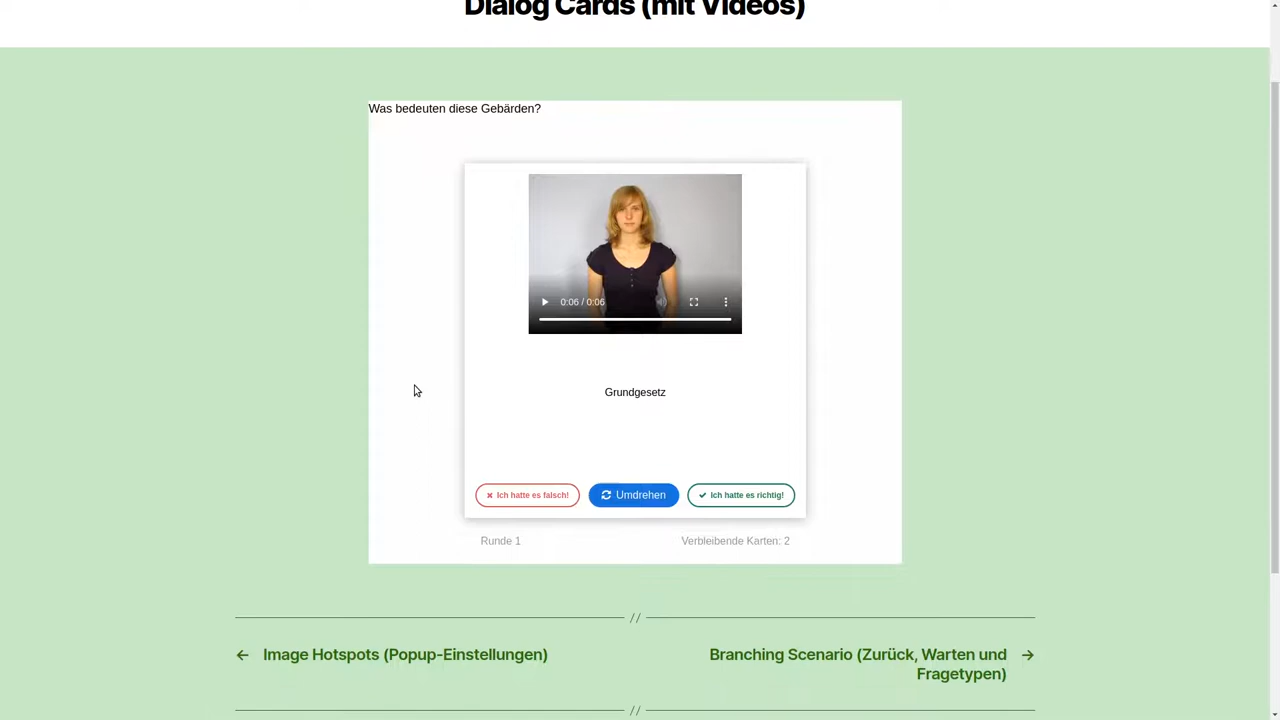 Dialog Cards (mit Videos)
Was bedeuten diese Gebärden?
0:06 / 0:06
Grundgesetz
Ich hatte es falsch!
Umdrehen
Ich hatte es richtig!
Runde 1
Verbleibende Karten: 2
//
← Image Hotspots (Popup-Einstellungen)
Branching Scenario (Zurück, Warten und →
Fragetypen)
//